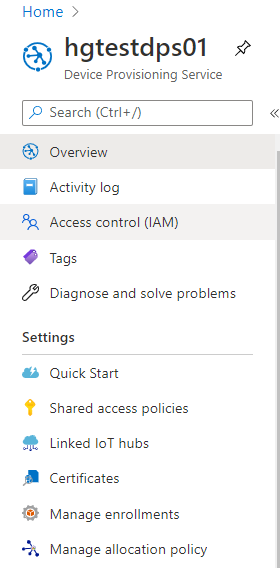 Home
hgtestdps01
Device Provisioning Service
Search (Ctrl+/)
Overview
Activity log
Access control (IAM)
Tags
Diagnose and solve problems
Settings
Quick Start
Shared access policies
Linked IoT hubs
Certificates
Manage enrollments
Manage allocation policy